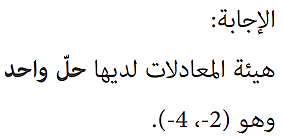 الإجابة:
هيئة المعادلات لديها حلّ واحد
وهو (2-، 4-).